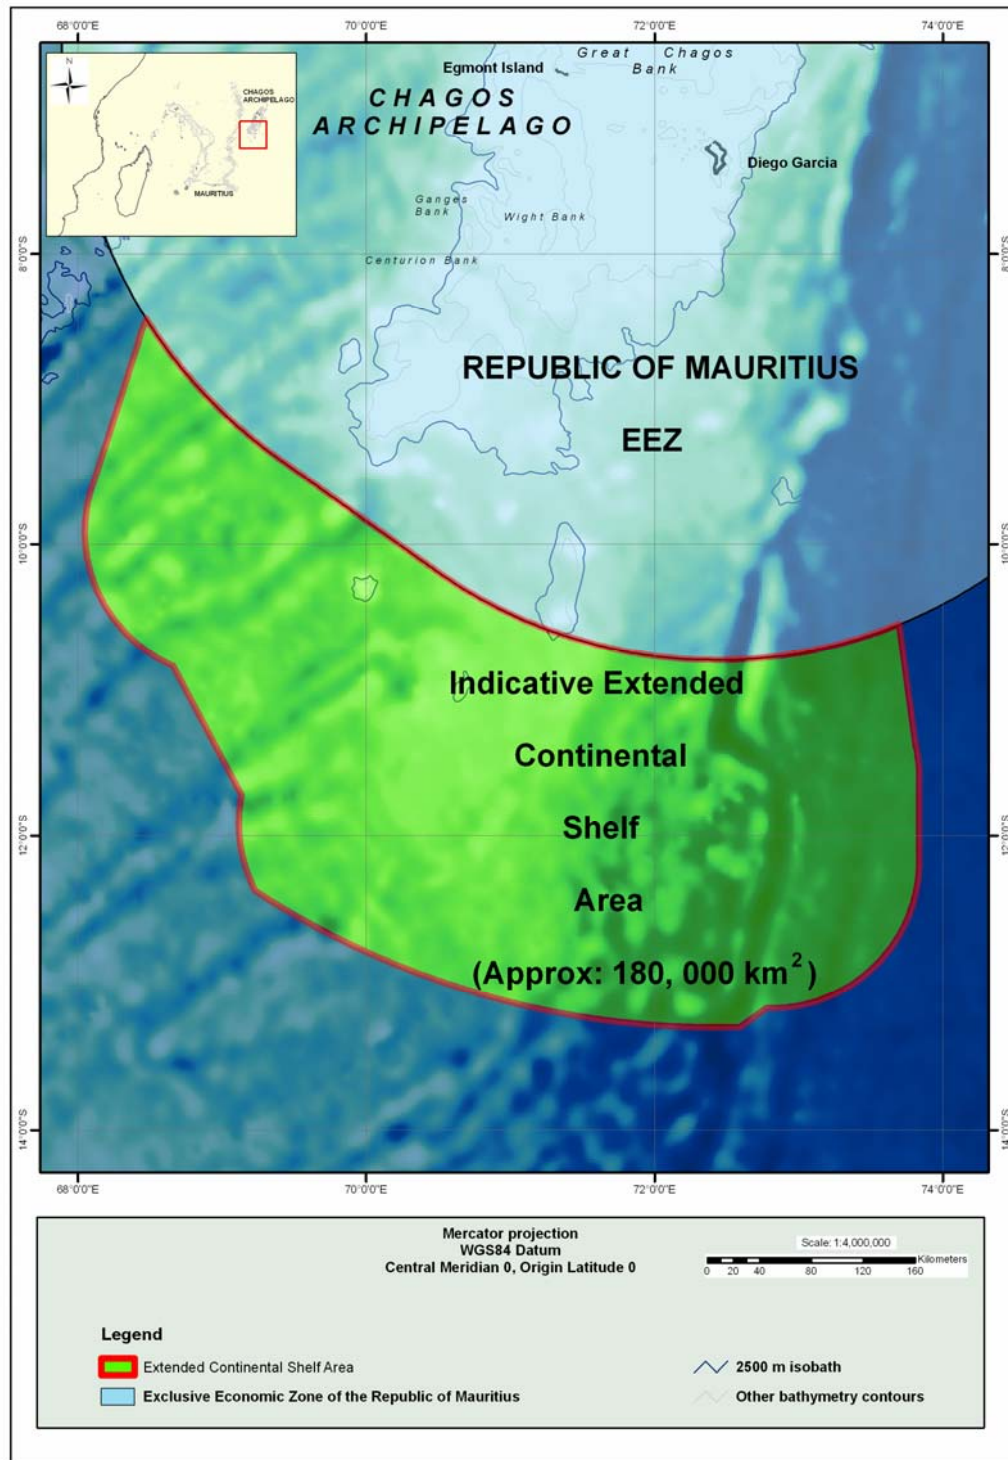 68°0'0"E
70°0'0"E
72°0'0"E
74°0'0"E
N
CHAGOS
ARCHIPELAGO
MAURITIUS
Great Chagos
Bank
Egmont Island
CHAGOS
ARCHIPELAGO
Diego Garcia
Ganges
Bank
Wight Bank
Centurion Bank
8°0'0"S
8°0'0"S
REPUBLIC OF MAURITIUS
EEZ
10°0'0"S
10°0'0"S
Indicative Extended
Continental
Shelf
Area
(Approx: 180, 000 km²)
12°0'0"S
12°0'0"S
14°0'0"S
14°0'0"S
68°0'0"E
70°0'0"E
72°0'0"E
74°0'0"E
Mercator projection
WGS84 Datum
Central Meridian 0, Origin Latitude 0
Scale: 1:4,000,000
Kilometers
0 20 40 80 120 160
Legend
Extended Continental Shelf Area
Exclusive Economic Zone of the Republic of Mauritius
2500 m isobath
Other bathymetry contours